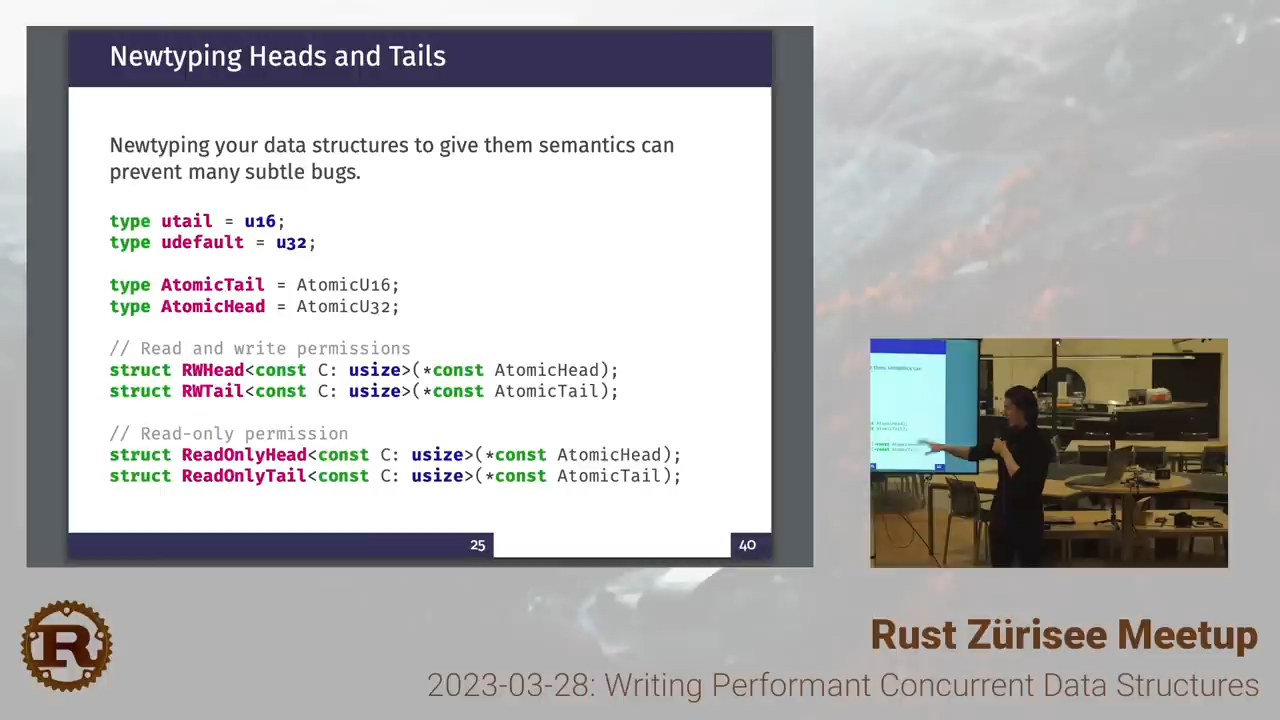 Newtyping Heads and Tails
Newtyping your data structures to give them semantics can
prevent many subtle bugs.
type utail = u16;
type udefault = u32;
type AtomicTail = AtomicU16;
type AtomicHead = AtomicU32;
// Read and write permissions
struct RWHead<const C: usize>(*const AtomicHead);
struct RWTail<const C: usize>(*const AtomicTail);
// Read-only permission
struct ReadOnlyHead<const C: usize>(*const AtomicHead);
struct ReadOnlyTail<const C: usize>(*const AtomicTail);
25
40
R
Rust Zürisee Meetup
2023-03-28: Writing Performant Concurrent Data Structures